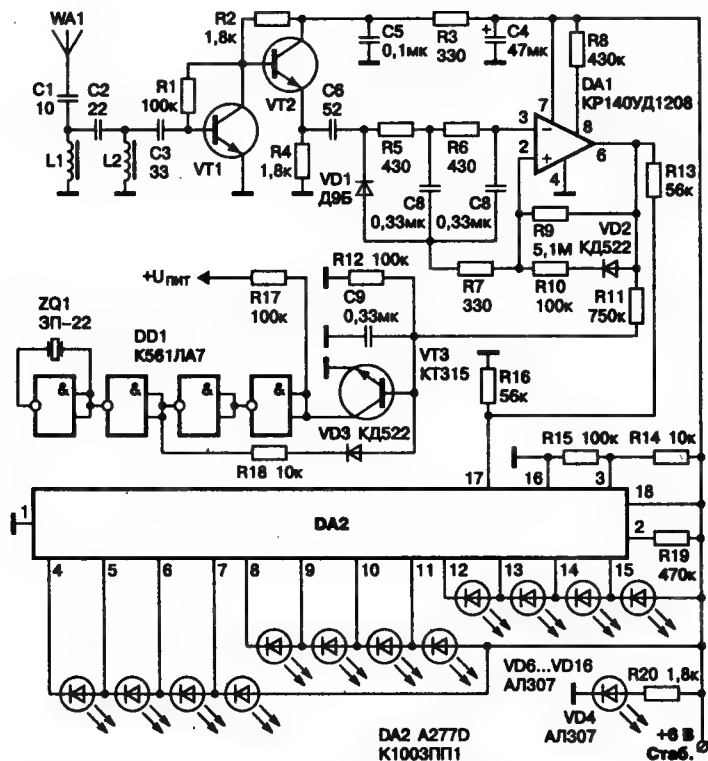 WA1
R2
1,8к
C5
0,1мк
R3
330
C4
47мк
R8
430к
DA1
КР140УД1208
C1
10
C2
22
R1
100к
VT2
C6
52
L1
L2
C3
33
VT1
R4
1,8к
VD1
Д9Б
R5
430
R6
430
3
2
7
8
6
4
R13
56к
C8
0,33мк
C8
0,33мк
R9
5,1М
VD2
КД522
R7
330
R10
100к
R11
750к
R12 100к
C9
0,33мк
+Uпит
R17
100к
ZQ1
ЗП-22
DD1
К561ЛА7
&
&
&
&
VT3
КТ315
R16
56к
VD3 КД522
R18 10к
R15 100к
R14 10к
17
16
3
18
1
DA2
2
R19
470к
4
5
6
7
8
9
10
11
12
13
14
15
VD6...VD16
АЛ307
R20 1,8к
VD4
АЛ307
+6 В
Стаб.
DA2 A277D
К1003ПП1